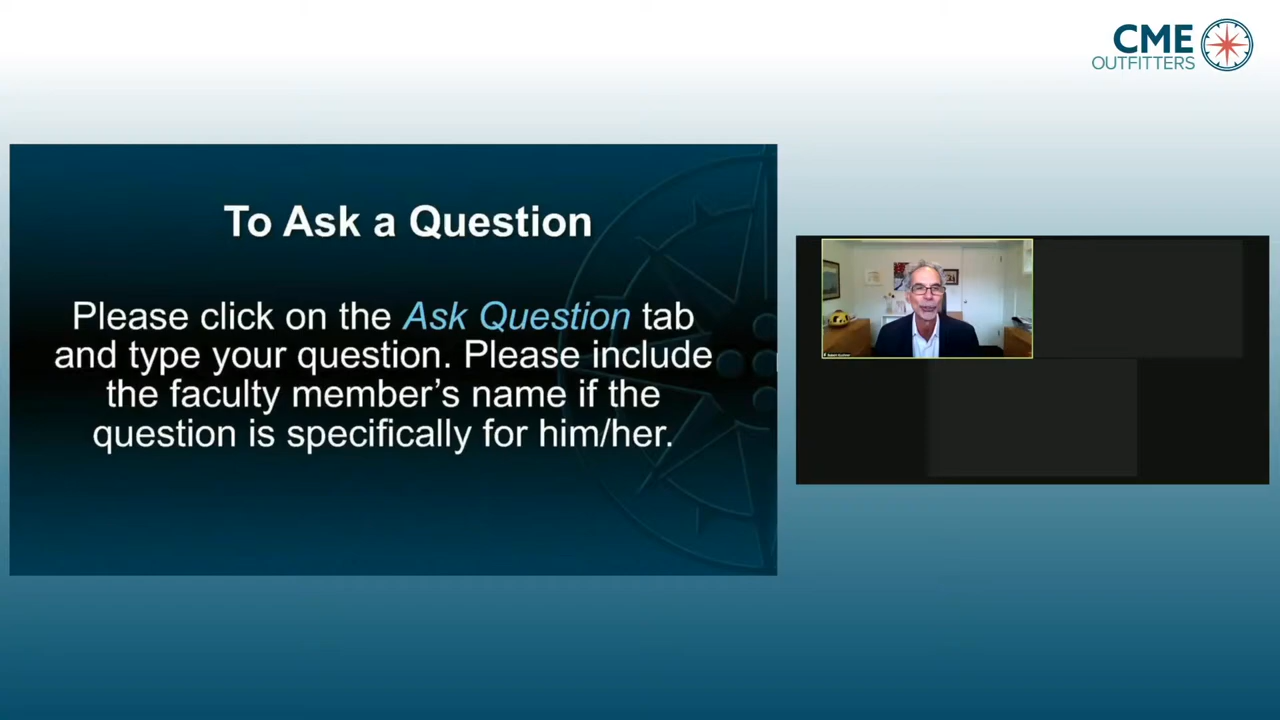 CME
OUTFITTERS
To Ask a Question
Please click on the Ask Question tab
and type your question. Please include
the faculty member’s name if the
question is specifically for him/her.